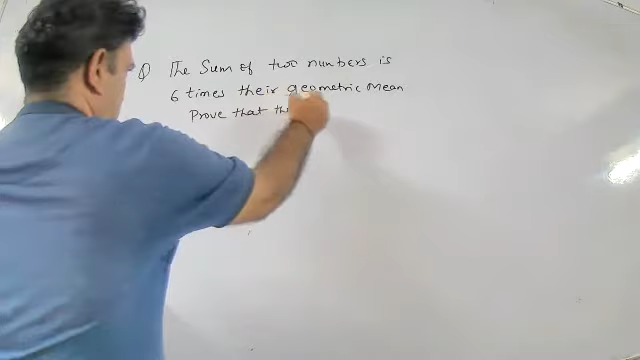 Q The Sum of two numbers is
6 times their geometric Mean
Prove that